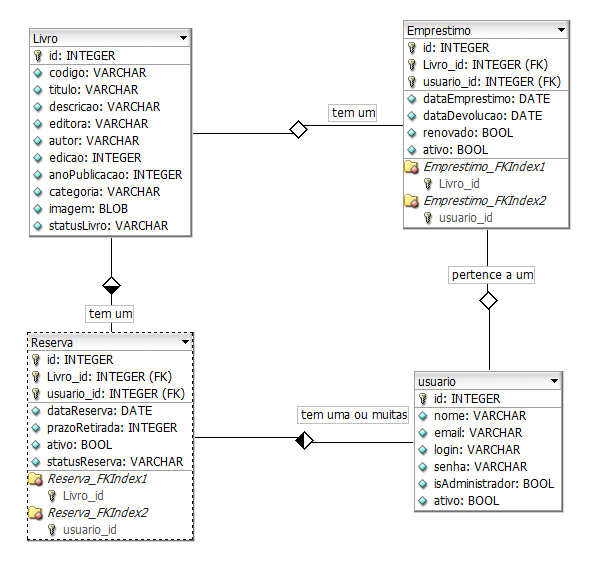 Livro
id: INTEGER
codigo: VARCHAR
titulo: VARCHAR
descricao: VARCHAR
editora: VARCHAR
autor: VARCHAR
edicao: INTEGER
anoPublicacao: INTEGER
categoria: VARCHAR
imagem: BLOB
statusLivro: VARCHAR
tem um
Emprestimo
id: INTEGER
Livro_id: INTEGER (FK)
usuario_id: INTEGER (FK)
dataEmprestimo: DATE
dataDevolucao: DATE
renovado: BOOL
ativo: BOOL
Emprestimo_FKIndex1
Livro_id
Emprestimo_FKIndex2
usuario_id
pertence a um
tem um
Reserva
id: INTEGER
Livro_id: INTEGER (FK)
usuario_id: INTEGER (FK)
dataReserva: DATE
prazoRetirada: INTEGER
ativo: BOOL
statusReserva: VARCHAR
Reserva_FKIndex1
Livro_id
Reserva_FKIndex2
usuario_id
tem uma ou muitas
usuario
id: INTEGER
nome: VARCHAR
email: VARCHAR
login: VARCHAR
senha: VARCHAR
isAdministrador: BOOL
ativo: BOOL